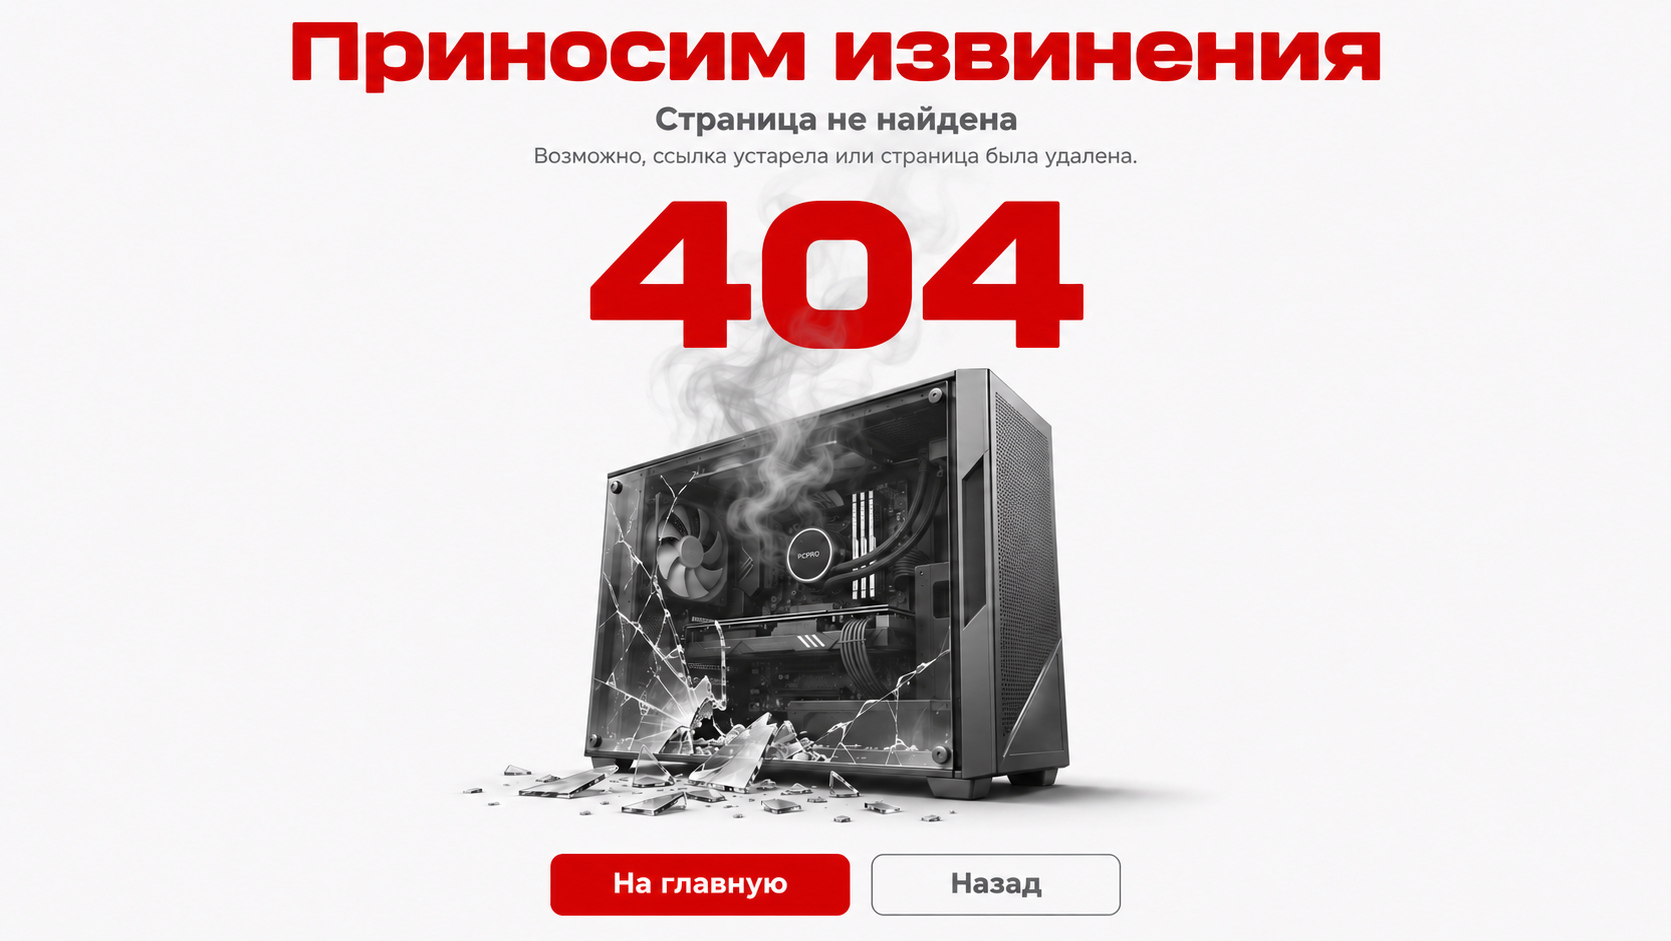 Приносим извинения
Страница не найдена
Возможно, ссылка устарела или страница была удалена.
404
PCPRO
На главную
Назад